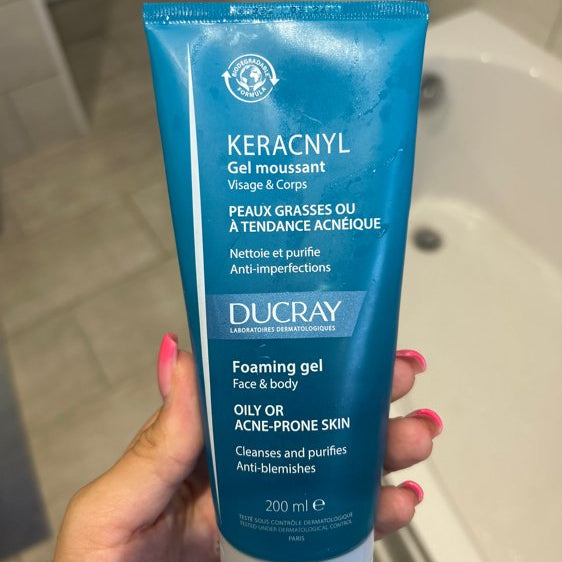 BIODEGRADABLE
FORMULA
KERACNYL
Gel moussant
Visage & Corps
PEAUX GRASSES OU
À TENDANCE ACNÉIQUE
Nettoie et purifie
Anti-imperfections
DUCRAY
LABORATOIRES DERMATOLOGIQUES
Foaming gel
Face & body
OILY OR
ACNE-PRONE SKIN
Cleanses and purifies
Anti-blemishes
200 ml ℮
TESTÉ SOUS CONTRÔLE DERMATOLOGIQUE
TESTED UNDER DERMATOLOGICAL CONTROL
PARIS